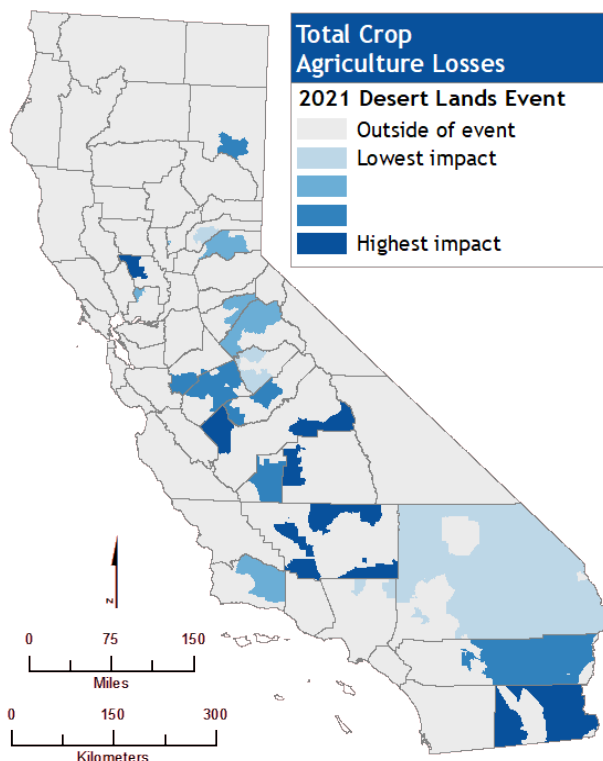 Total Crop
Agriculture Losses
2021 Desert Lands Event
Outside of event
Lowest impact
Highest impact
N
0 75 150
Miles
0 150 300
Kilometers